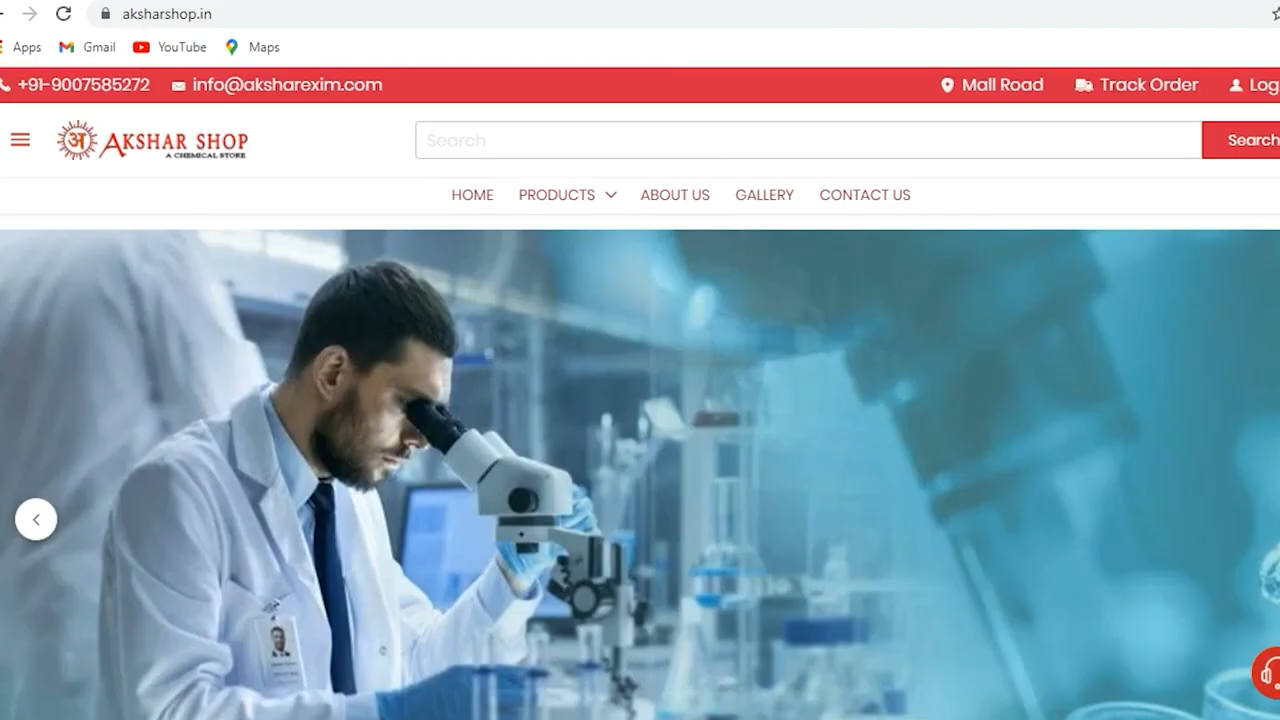 aksharshop.in
Apps Gmail YouTube Maps
+91-9007585272 info@aksharexim.com Mall Road Track Order Log
अ AKSHAR SHOP Search Search
A CHEMICAL STORE
HOME PRODUCTS ABOUT US GALLERY CONTACT US